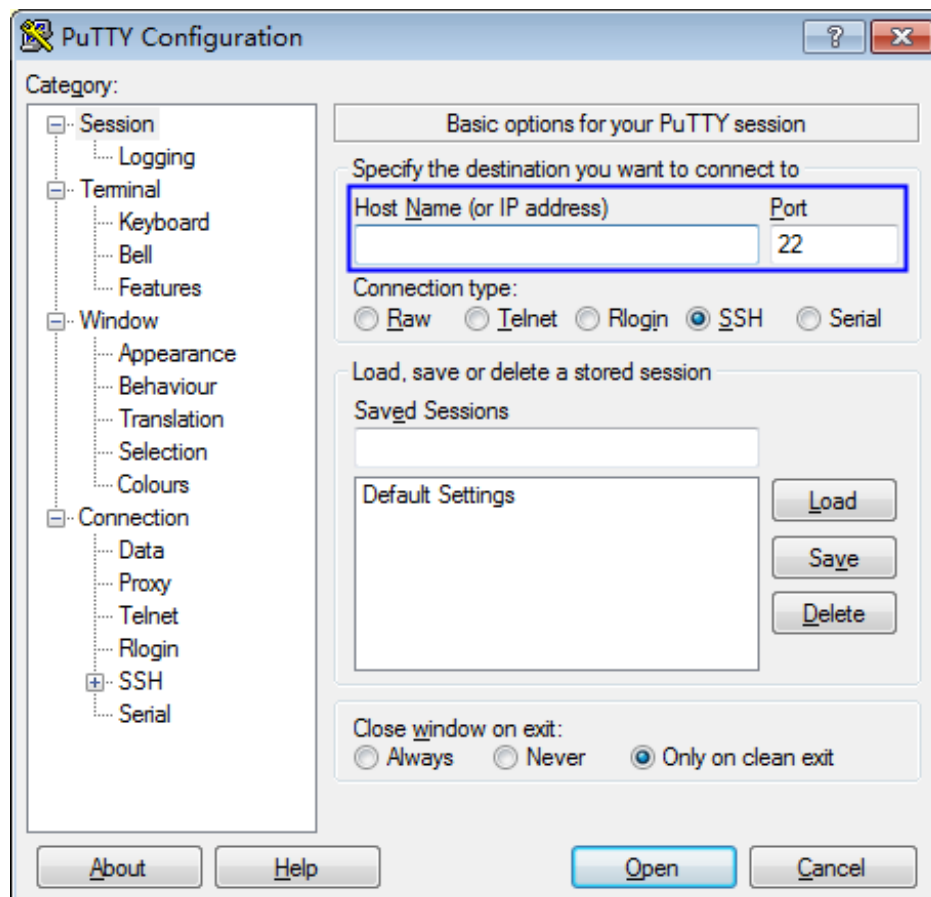 PuTTY Configuration
Category:
Session
Logging
Terminal
Keyboard
Bell
Features
Window
Appearance
Behaviour
Translation
Selection
Colours
Connection
Data
Proxy
Telnet
Rlogin
SSH
Serial
Basic options for your PuTTY session
Specify the destination you want to connect to
Host Name (or IP address) Port
22
Connection type:
Raw Telnet Rlogin SSH Serial
Load, save or delete a stored session
Saved Sessions
Default Settings
Load
Save
Delete
Close window on exit:
Always Never Only on clean exit
About Help Open Cancel